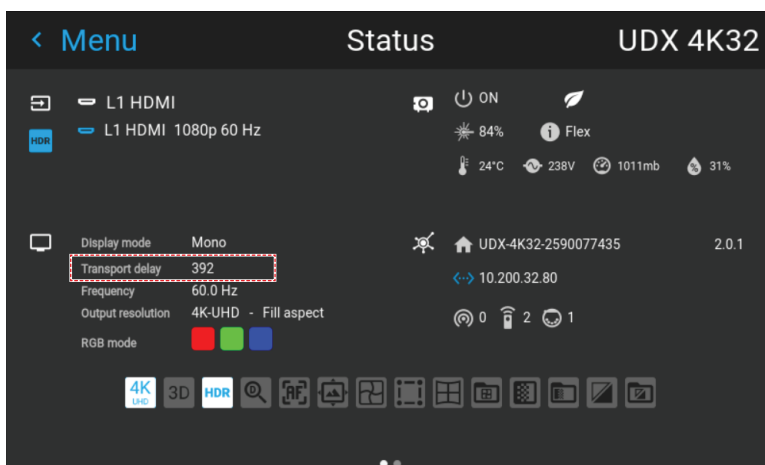 Menu Status UDX 4K32
L1 HDMI
HDR L1 HDMI 1080p 60 Hz
ON
84% Flex
24°C 238V 1011mb 31%
Display mode Mono
Transport delay 392
Frequency 60.0 Hz
Output resolution 4K-UHD - Fill aspect
RGB mode
UDX-4K32-2590077435 2.0.1
10.200.32.80
0 2 1
4K UHD 3D HDR D AF